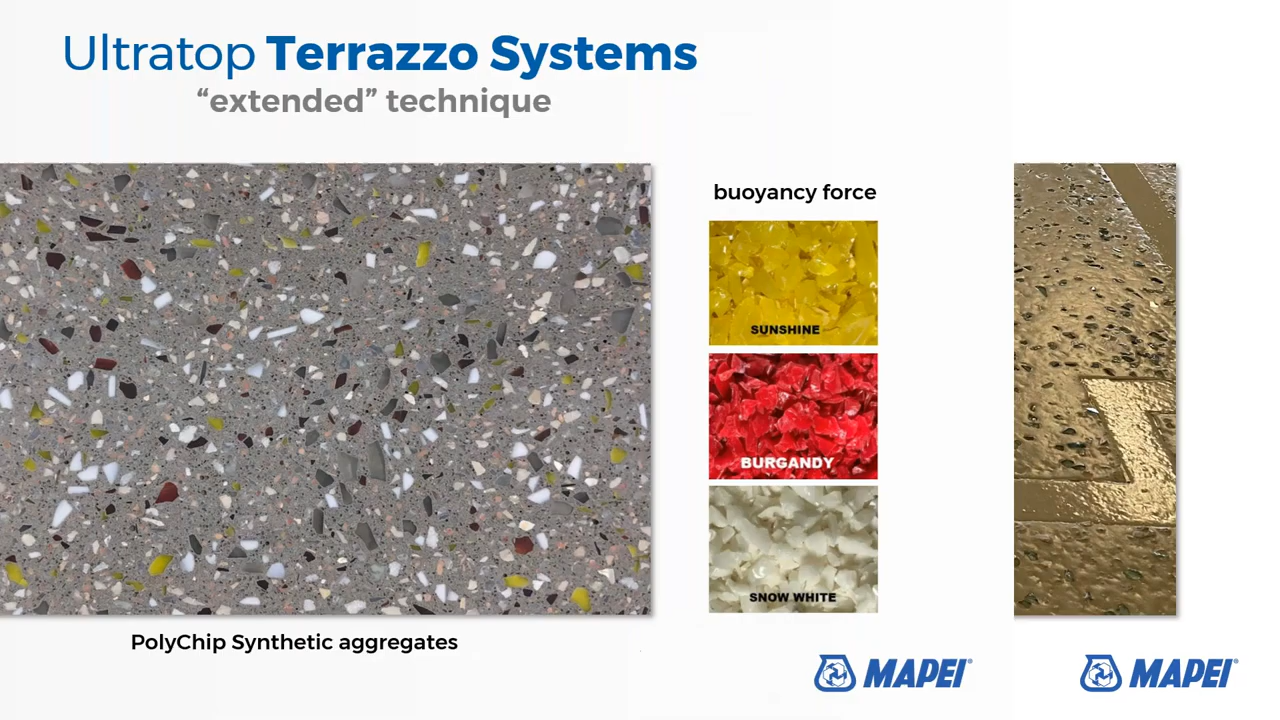 Ultratop Terrazzo Systems
“extended” technique
buoyancy force
SUNSHINE
BURGANDY
SNOW WHITE
PolyChip Synthetic aggregates
MAPEI®
MAPEI®